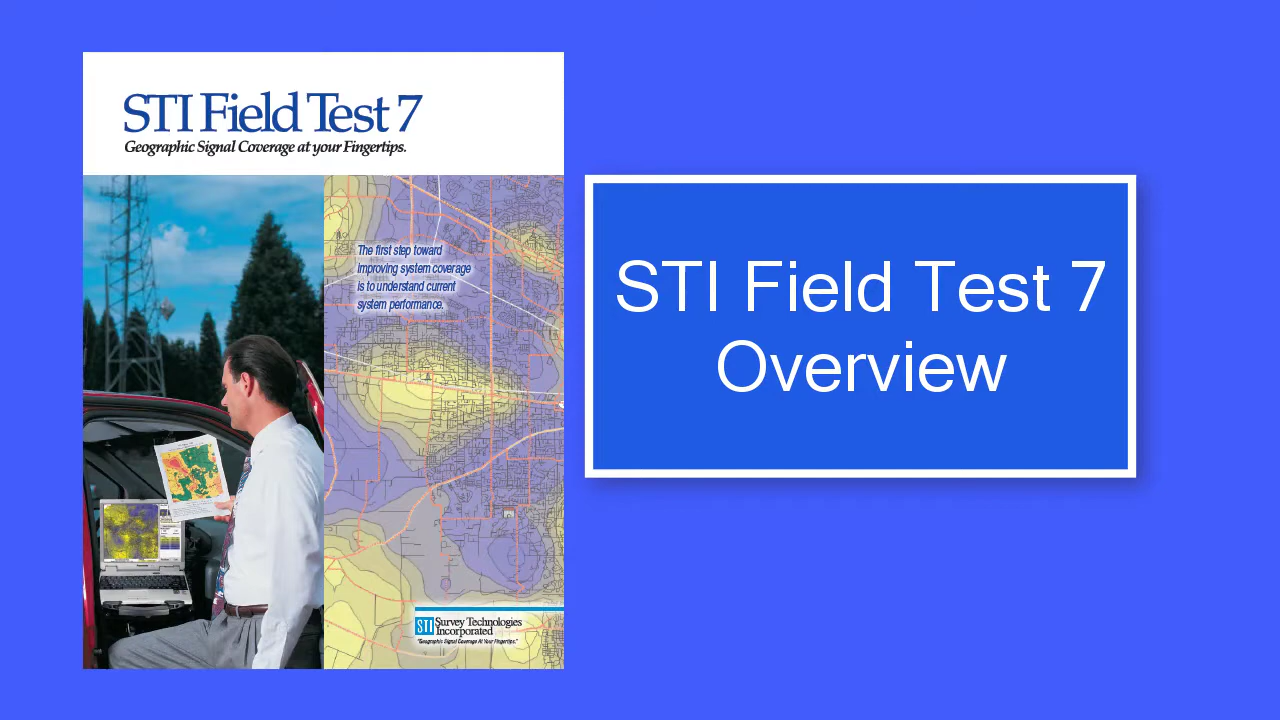 STI Field Test 7
Geographic Signal Coverage at your Fingertips.
The first step toward
improving system coverage
is to understand current
system performance.
STI Survey Technologies
Incorporated
"Geographic Signal Coverage At Your Fingertips."
STI Field Test 7
Overview